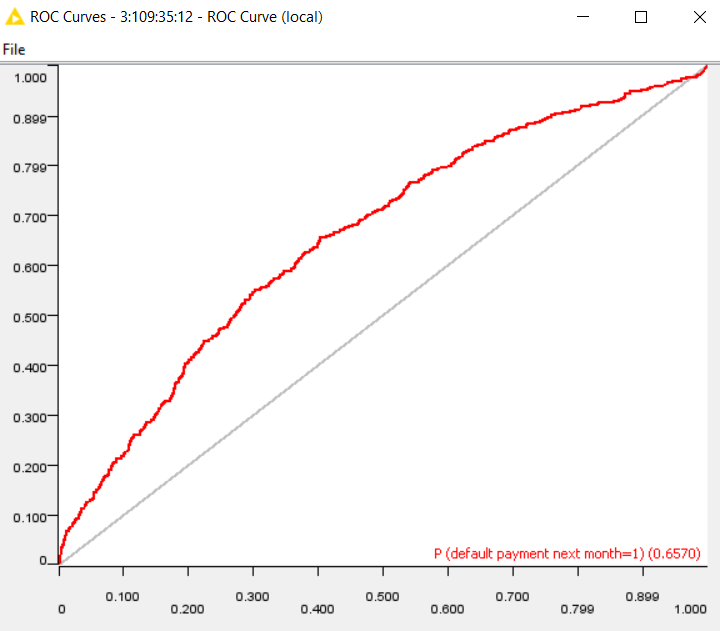 ROC Curves - 3:109:35:12 - ROC Curve (local)
File
1.000
0.899
0.799
0.700
0.600
0.500
0.400
0.300
0.200
0.100
0
P (default payment next month=1) (0.6570)
0.100 0.300 0.500 0.700 0.899
0 0.200 0.400 0.600 0.799 1.000